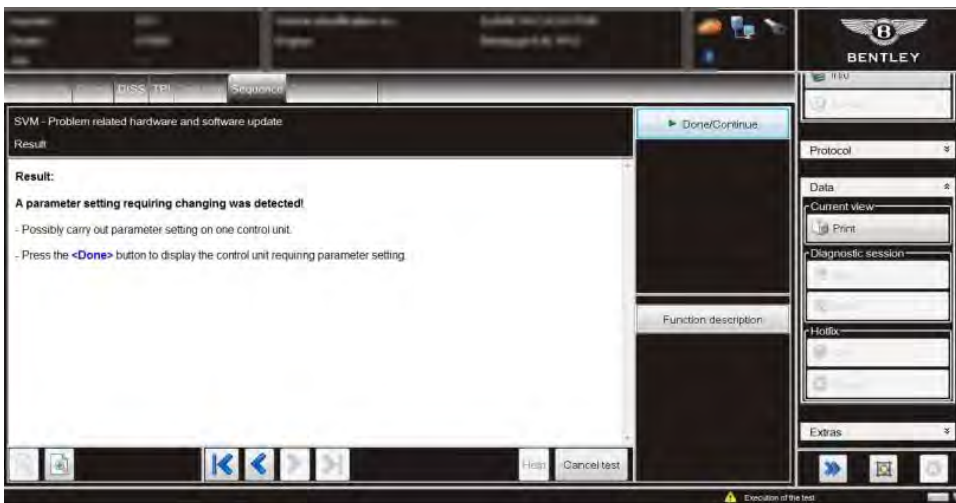 BENTLEY
DISS
TPI
Sequence
Info
SVM - Problem related hardware and software update
Result
Done/Continue
Result:
A parameter setting requiring changing was detected!
- Possibly carry out parameter setting on one control unit.
- Press the <Done> button to display the control unit requiring parameter setting.
Protocol
Data
Current view
Print
Diagnostic session
Function description
Hotfix
Extras
Help
Cancel test
Execution of the test